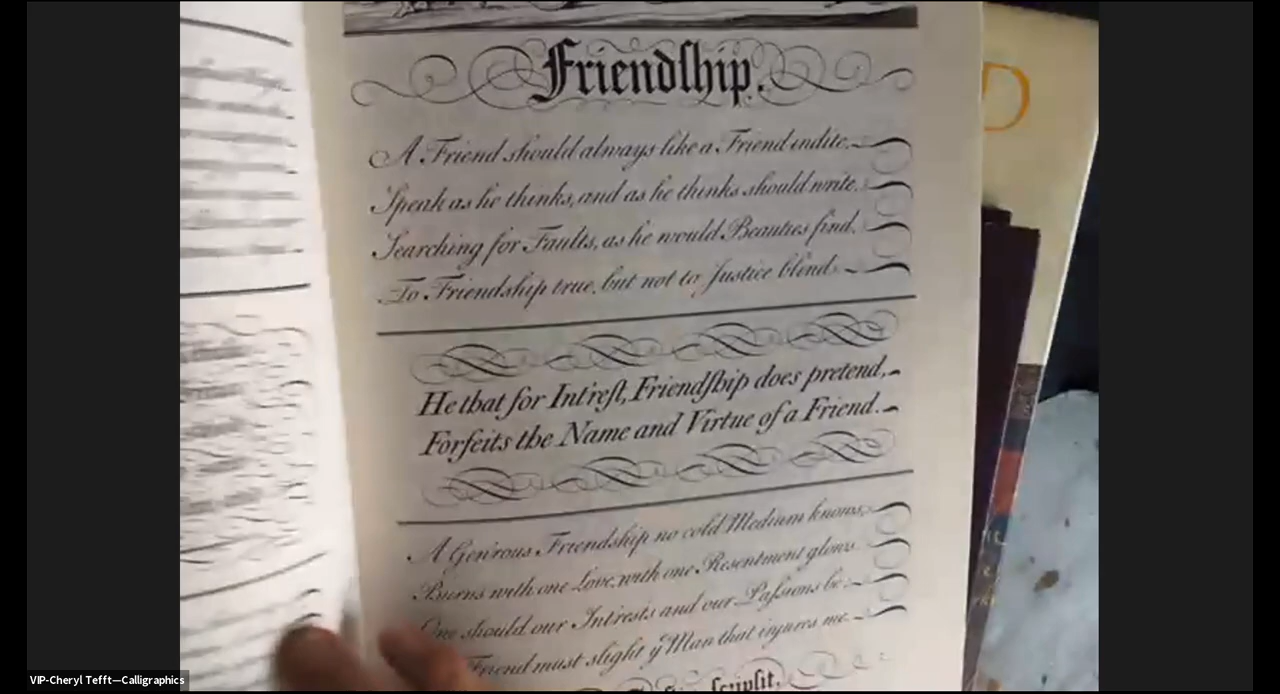 Friendſhip.
A Friend should always like a Friend indite,
Speak as he thinks, and as he thinks should write,
Searching for Faults, as he would Beauties find,
To Friendship true, but not to Justice blind.
He that for Int'reſt, Friendſhip does pretend,
Forfeits the Name and Virtue of a Friend.
A Gen'rous Friendship no cold Medium knows,
Burns with one Love, with one Resentment glows.
One should our Int'rests and our Paſsions be.
Friend must slight yͤ Man that injures me.
scripſit.
D
VIP-Cheryl Tefft—Calligraphics